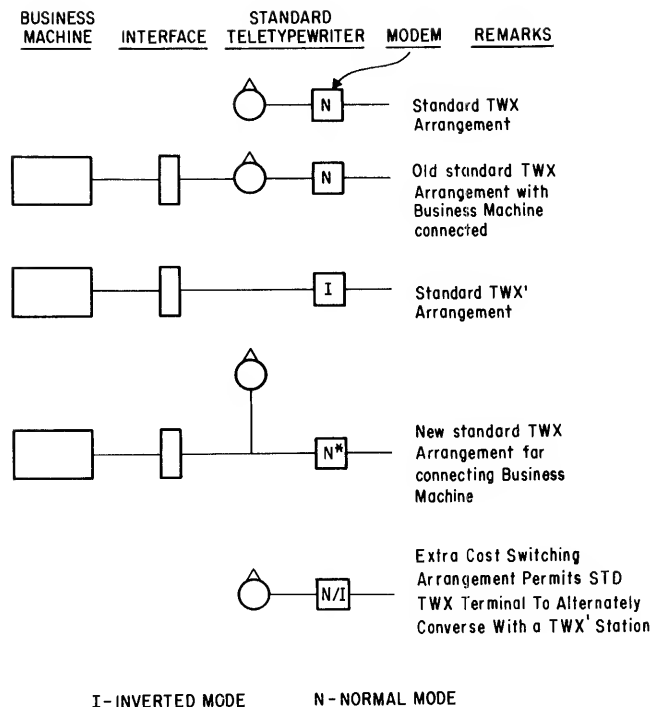 BUSINESS MACHINE
INTERFACE
STANDARD TELETYPEWRITER
MODEM
REMARKS
N
Standard TWX
Arrangement
N
Old standard TWX
Arrangement with
Business Machine
connected
I
Standard TWX'
Arrangement
N*
New standard TWX
Arrangement far
connecting Business
Machine
N/I
Extra Cost Switching
Arrangement Permits STD
TWX Terminal To Alternately
Converse With a TWX' Station
I-INVERTED MODE
N-NORMAL MODE